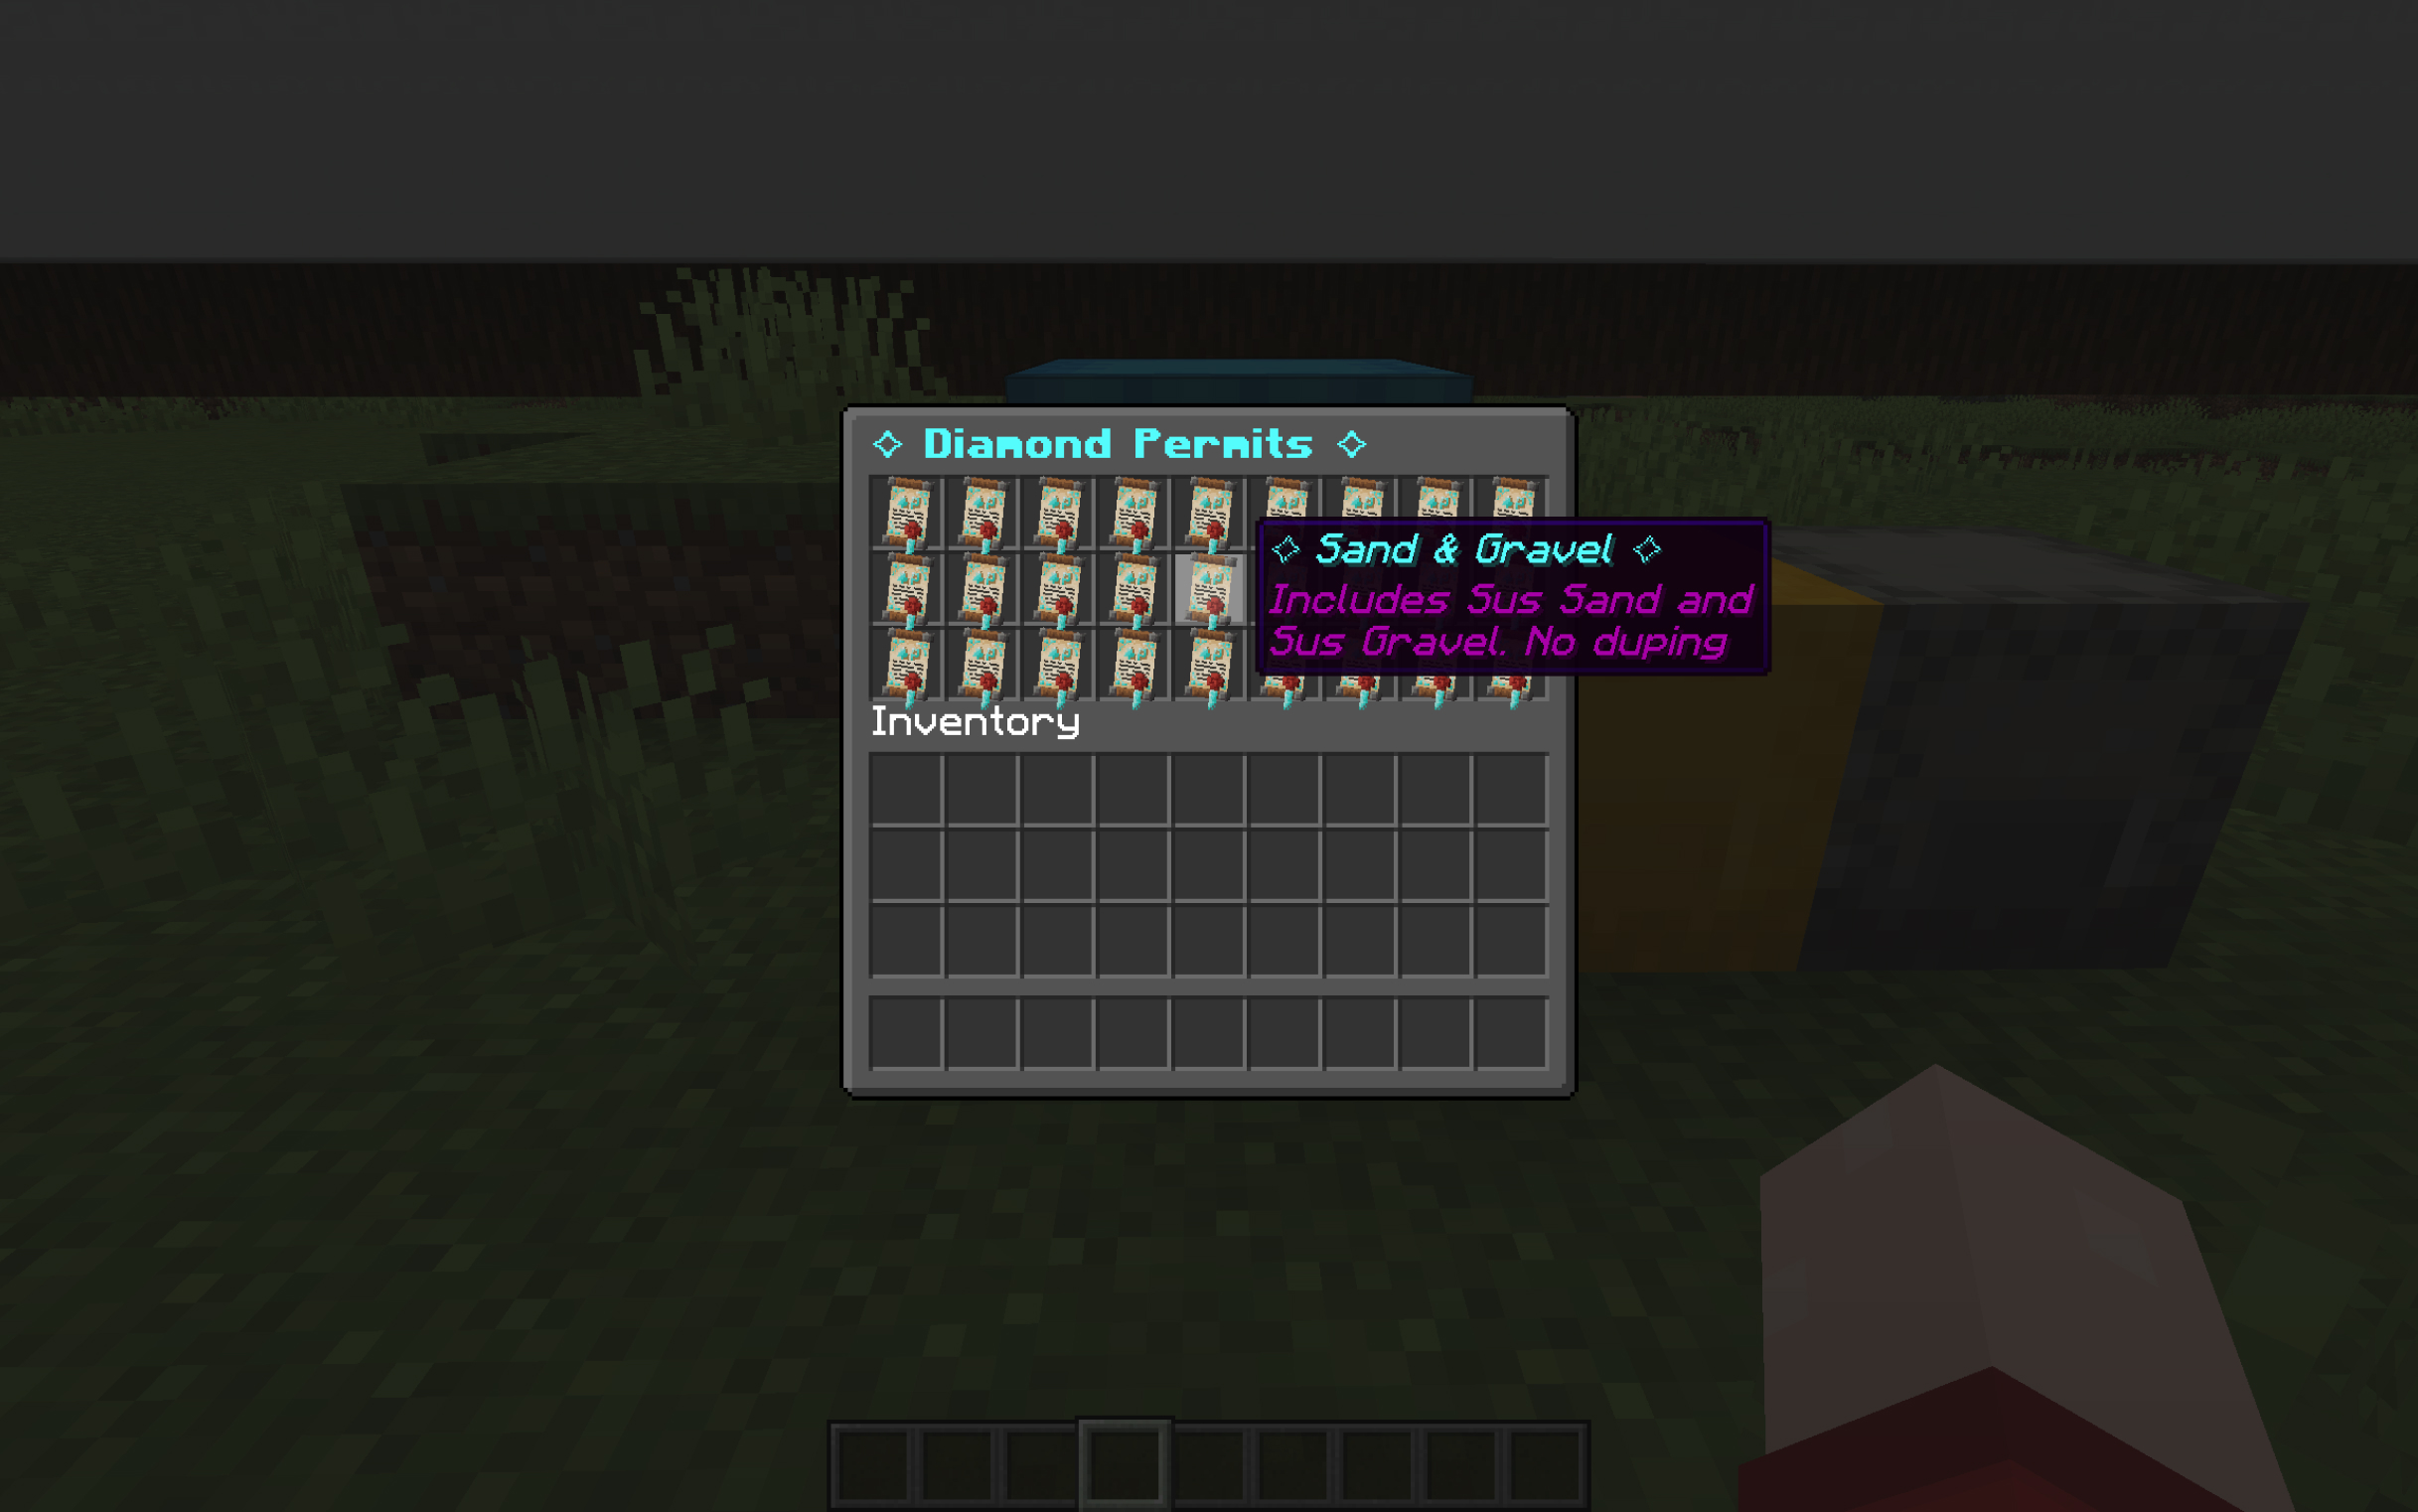 ✧ Diamond Permits ✧
✧ Sand & Gravel ✧
Includes Sus Sand and
Sus Gravel. No duping
Inventory